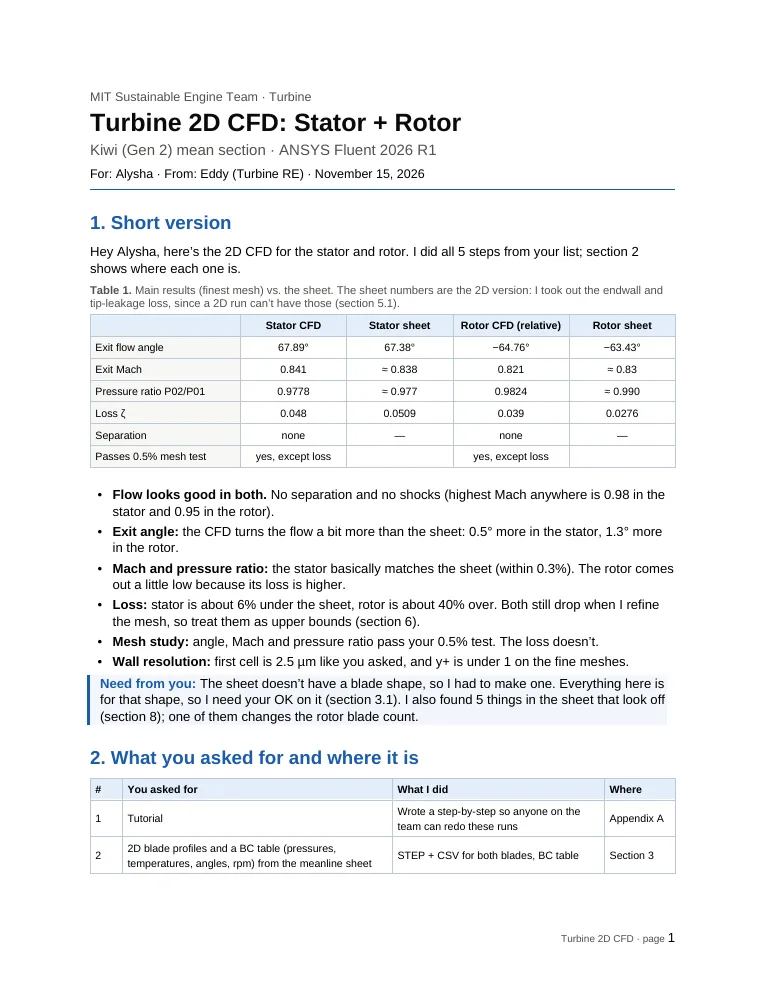 MIT Sustainable Engine Team · Turbine
Turbine 2D CFD: Stator + Rotor
Kiwi (Gen 2) mean section · ANSYS Fluent 2026 R1
For: Alysha · From: Eddy (Turbine RE) · November 15, 2026
1. Short version
Hey Alysha, here’s the 2D CFD for the stator and rotor. I did all 5 steps from your list; section 2
shows where each one is.
Table 1. Main results (finest mesh) vs. the sheet. The sheet numbers are the 2D version: I took out the endwall and
tip-leakage loss, since a 2D run can’t have those (section 5.1).
Stator CFD Stator sheet Rotor CFD (relative) Rotor sheet
Exit flow angle 67.89° 67.38° −64.76° −63.43°
Exit Mach 0.841 ≈ 0.838 0.821 ≈ 0.83
Pressure ratio P02/P01 0.9778 ≈ 0.977 0.9824 ≈ 0.990
Loss ζ 0.048 0.0509 0.039 0.0276
Separation none — none —
Passes 0.5% mesh test yes, except loss yes, except loss
• Flow looks good in both. No separation and no shocks (highest Mach anywhere is 0.98 in the
stator and 0.95 in the rotor).
• Exit angle: the CFD turns the flow a bit more than the sheet: 0.5° more in the stator, 1.3° more
in the rotor.
• Mach and pressure ratio: the stator basically matches the sheet (within 0.3%). The rotor comes
out a little low because its loss is higher.
• Loss: stator is about 6% under the sheet, rotor is about 40% over. Both still drop when I refine
the mesh, so treat them as upper bounds (section 6).
• Mesh study: angle, Mach and pressure ratio pass your 0.5% test. The loss doesn’t.
• Wall resolution: first cell is 2.5 µm like you asked, and y+ is under 1 on the fine meshes.
Need from you: The sheet doesn’t have a blade shape, so I had to make one. Everything here is
for that shape, so I need your OK on it (section 3.1). I also found 5 things in the sheet that look off
(section 8); one of them changes the rotor blade count.
2. What you asked for and where it is
# You asked for What I did Where
1 Tutorial Wrote a step-by-step so anyone on the
team can redo these runs Appendix A
2 2D blade profiles and a BC table (pressures,
temperatures, angles, rpm) from the meanline sheet STEP + CSV for both blades, BC table Section 3
Turbine 2D CFD · page 1